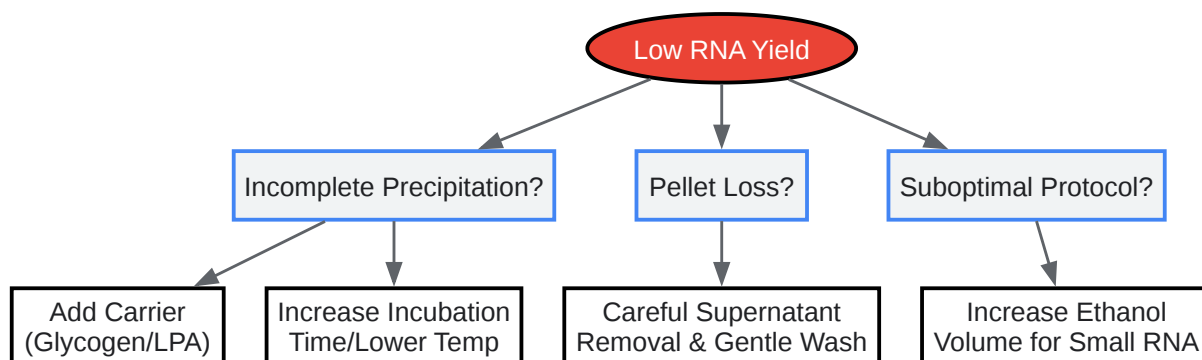 Low RNA Yield
Incomplete Precipitation?
Pellet Loss?
Suboptimal Protocol?
Add Carrier
(Glycogen/LPA)
Increase Incubation
Time/Lower Temp
Careful Supernatant
Removal & Gentle Wash
Increase Ethanol
Volume for Small RNA